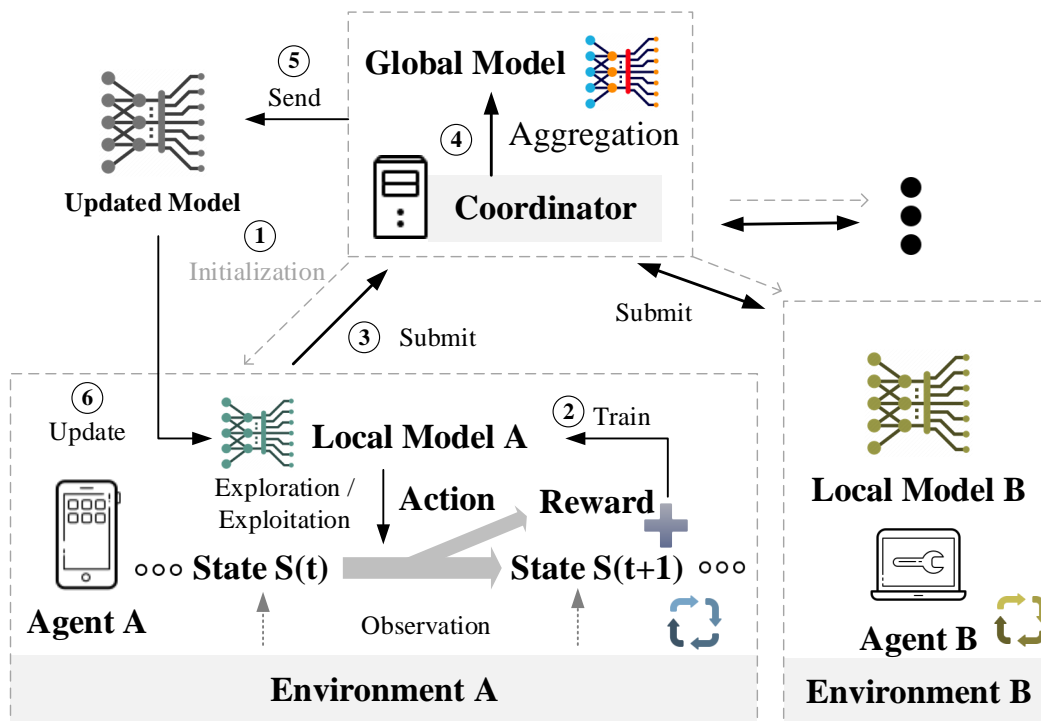 ⑤
Send
Global Model
④
Aggregation
Coordinator
Updated Model
①
Initialization
③ Submit
Submit
⑥
Update
② Train
Local Model A
Exploration /
Exploitation
Action
Reward
State S(t)
State S(t+1)
Agent A
Observation
Environment A
Local Model B
Agent B
Environment B